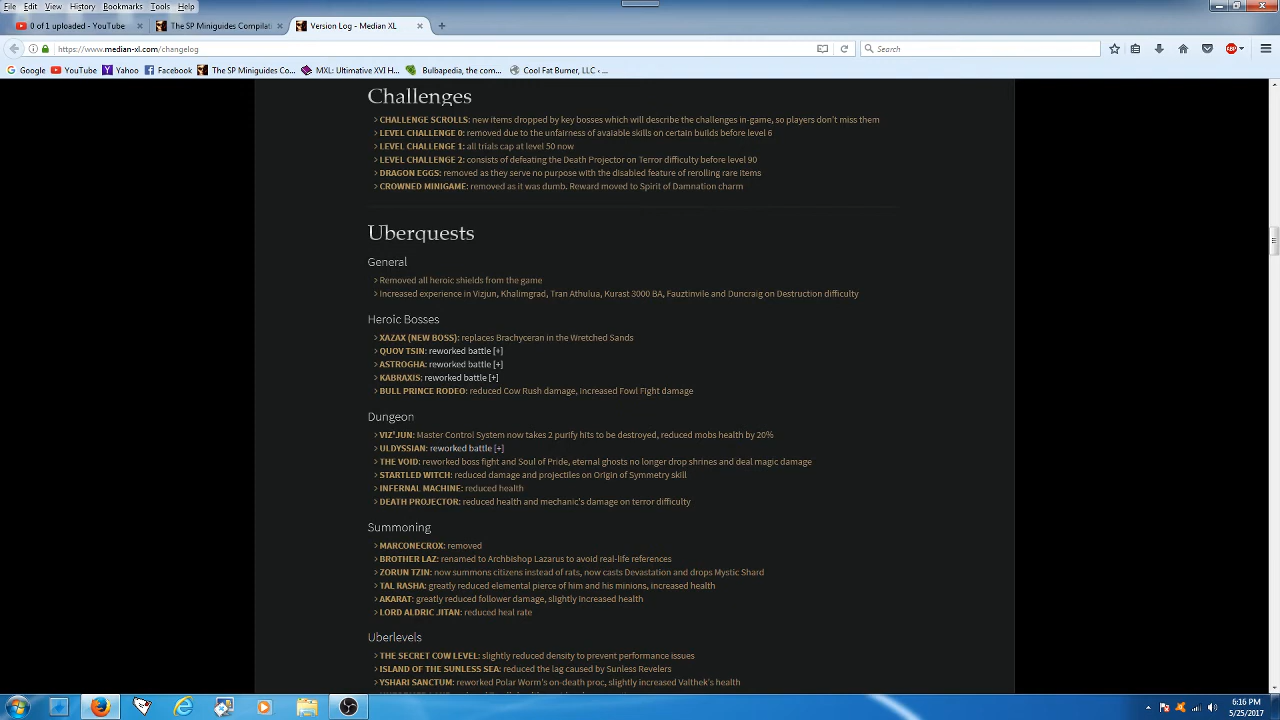 File Edit View History Bookmarks Tools Help
0 of 1 uploaded - YouTube
The SP Miniguides Compilati
Version Log - Median XL
https://www.median-xl.com/changelog
Search
Google YouTube Yahoo Facebook The SP Miniguides Co... MXL: Ultimative XVI H... Bulbapedia, the com... Cool Fat Burner, LLC -...
Challenges
CHALLENGE SCROLLS: new items dropped by key bosses which will describe the challenges in-game, so players don't miss them
LEVEL CHALLENGE 0: removed due to the unfairness of avaiable skills on certain builds before level 6
LEVEL CHALLENGE 1: all trials cap at level 50 now
LEVEL CHALLENGE 2: consists of defeating the Death Projector on Terror difficulty before level 90
DRAGON EGGS: removed as they serve no purpose with the disabled feature of rerolling rare items
CROWNED MINIGAME: removed as it was dumb. Reward moved to Spirit of Damnation charm
Uberquests
General
Removed all heroic shields from the game
Increased experience in Vizjun, Khalimgrad, Tran Athulua, Kurast 3000 BA, Fauztinville and Duncraig on Destruction difficulty
Heroic Bosses
XAZAX (NEW BOSS): replaces Brachyceran in the Wretched Sands
QUOV TSIN: reworked battle [+]
ASTROGHA: reworked battle [+]
KABRAXIS: reworked battle [+]
BULL PRINCE RODEO: reduced Cow Rush damage, increased Fowl Fight damage
Dungeon
VIZ'JUN: Master Control System now takes 2 purify hits to be destroyed, reduced mobs health by 20%
ULDYSSIAN: reworked battle [+]
THE VOID: reworked boss fight and Soul of Pride, eternal ghosts no longer drop shrines and deal magic damage
STARTLED WITCH: reduced damage and projectiles on Origin of Symmetry skill
INFERNAL MACHINE: reduced health
DEATH PROJECTOR: reduced health and mechanic's damage on terror difficulty
Summoning
MARCONECROX: removed
BROTHER LAZ: renamed to Archbishop Lazarus to avoid real-life references
ZORUN TZIN: now summons citizens instead of rats, now casts Devastation and drops Mystic Shard
TAL RASHA: greatly reduced elemental pierce of him and his minions, increased health
AKARAT: greatly reduced follower damage, slightly increased health
LORD ALDRIC JITAN: reduced heal rate
Uberlevels
THE SECRET COW LEVEL: slightly reduced density to prevent performance issues
ISLAND OF THE SUNLESS SEA: reduced the lag caused by Sunless Revelers
YSHARI SANCTUM: reworked Polar Worm's on-death proc, slightly increased Valthek's health
6:16 PM
5/25/2017